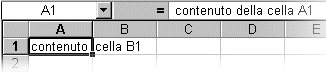 A1 = contenuto della cella A1
A B C D E
1 contenuto cella B1
2